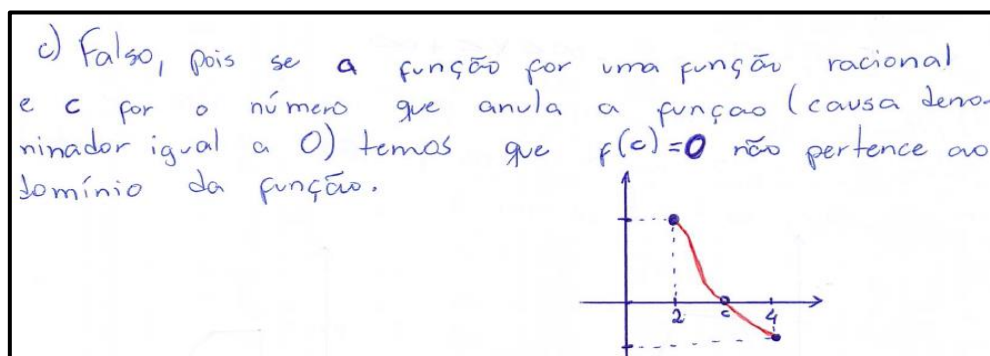 c) Falso, pois se a função for uma função racional
e c for o número que anula a função (causa deno-
minador igual a 0) temos que f(c)=0 não pertence ao
domínio da função.
2 c 4